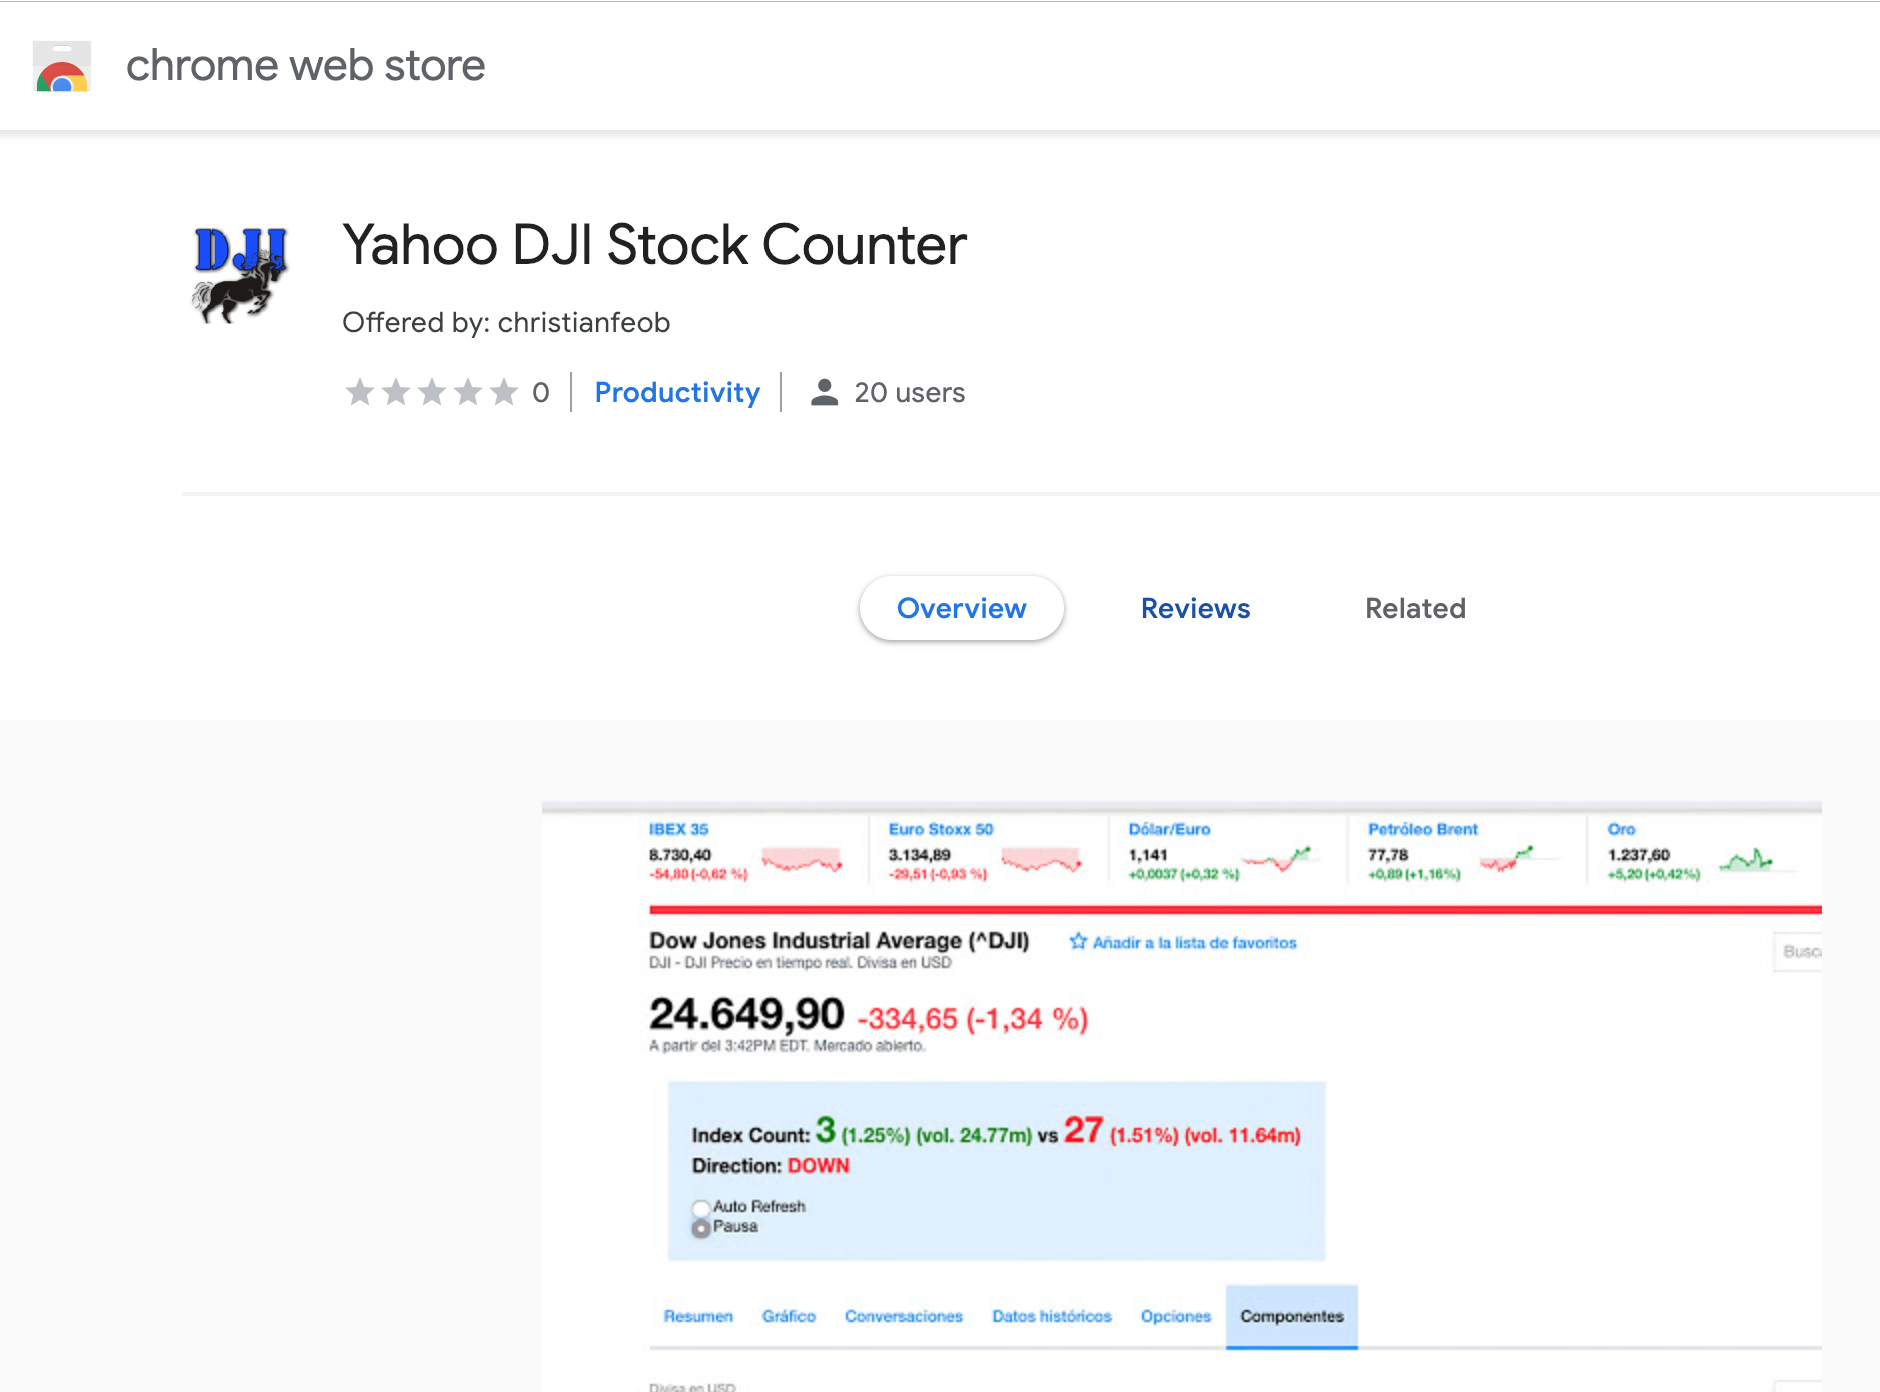 chrome web store
DJI
Yahoo DJI Stock Counter
Offered by: christianfeob
0 Productivity 20 users
Overview Reviews Related
IBEX 35 Euro Stoxx 50 Dólar/Euro Petróleo Brent Oro
8.730,40 3.134,89 1,141 77,78 1.237,60
-54,80 (-0,62 %) -29,51 (-0,93 %) +0,0037 (+0,32 %) +0,89 (+1,16%) +5,20 (+0,42%)
Dow Jones Industrial Average (^DJI) Añadir a la lista de favoritos
DJI - DJI Precio en tiempo real. Divisa en USD
Busca
24.649,90 -334,65 (-1,34 %)
A partir del 3:42PM EDT. Mercado abierto.
Index Count: 3 (1.25%) (vol. 24.77m) vs 27 (1.51%) (vol. 11.64m)
Direction: DOWN
Auto Refresh
Pausa
Resumen Gráfico Conversaciones Datos históricos Opciones Componentes
Divisa en USD